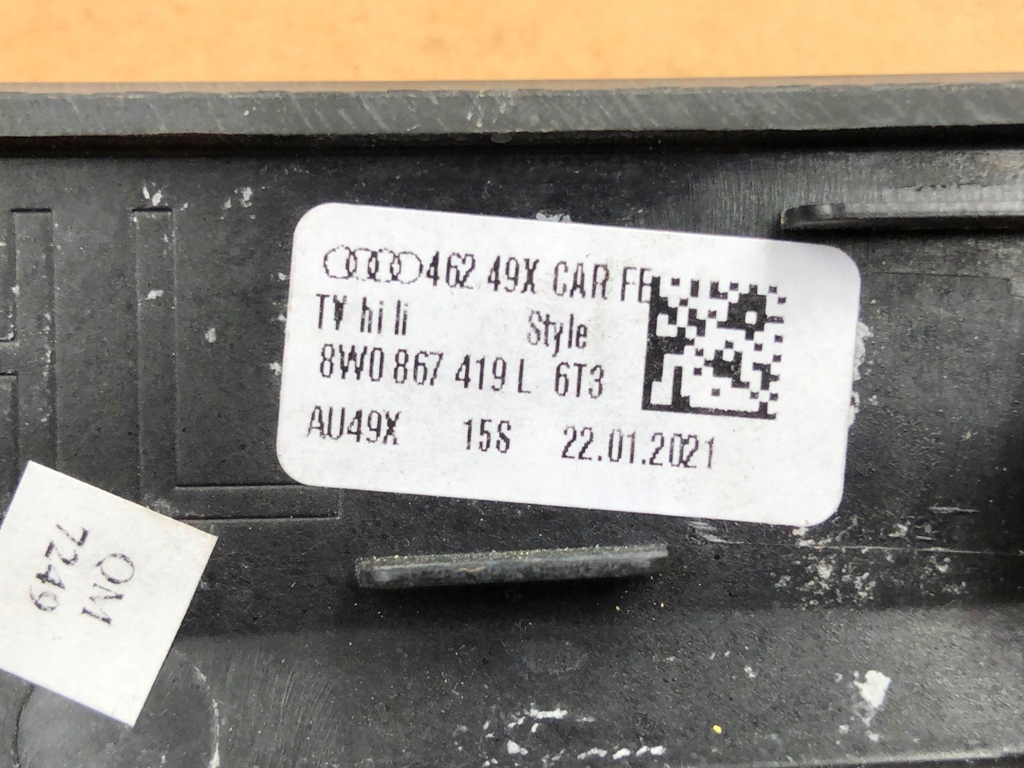 462 49X CAR FE
TV hi li Style
8W0 867 419 L 6T3
AU49X 15S 22.01.2021
OM
7249